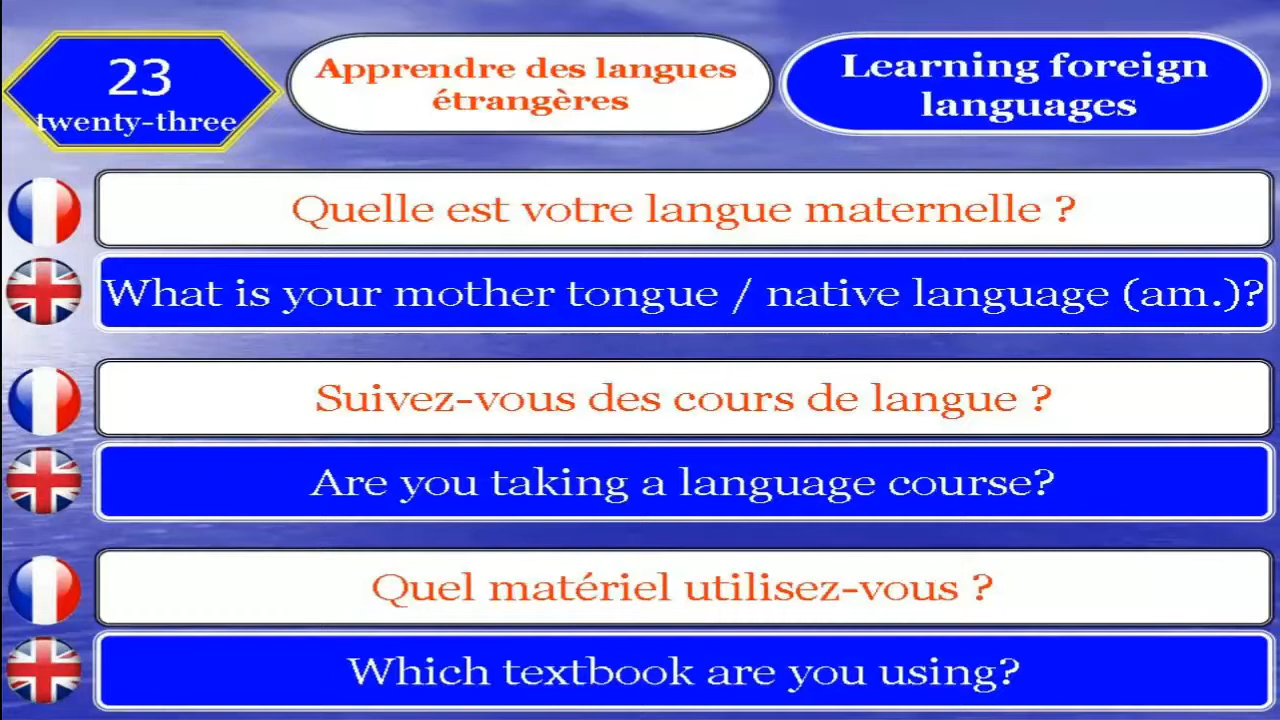 23
twenty-three
Apprendre des langues
étrangères
Learning foreign
languages
Quelle est votre langue maternelle ?
What is your mother tongue / native language (am.)?
Suivez-vous des cours de langue ?
Are you taking a language course?
Quel matériel utilisez-vous ?
Which textbook are you using?